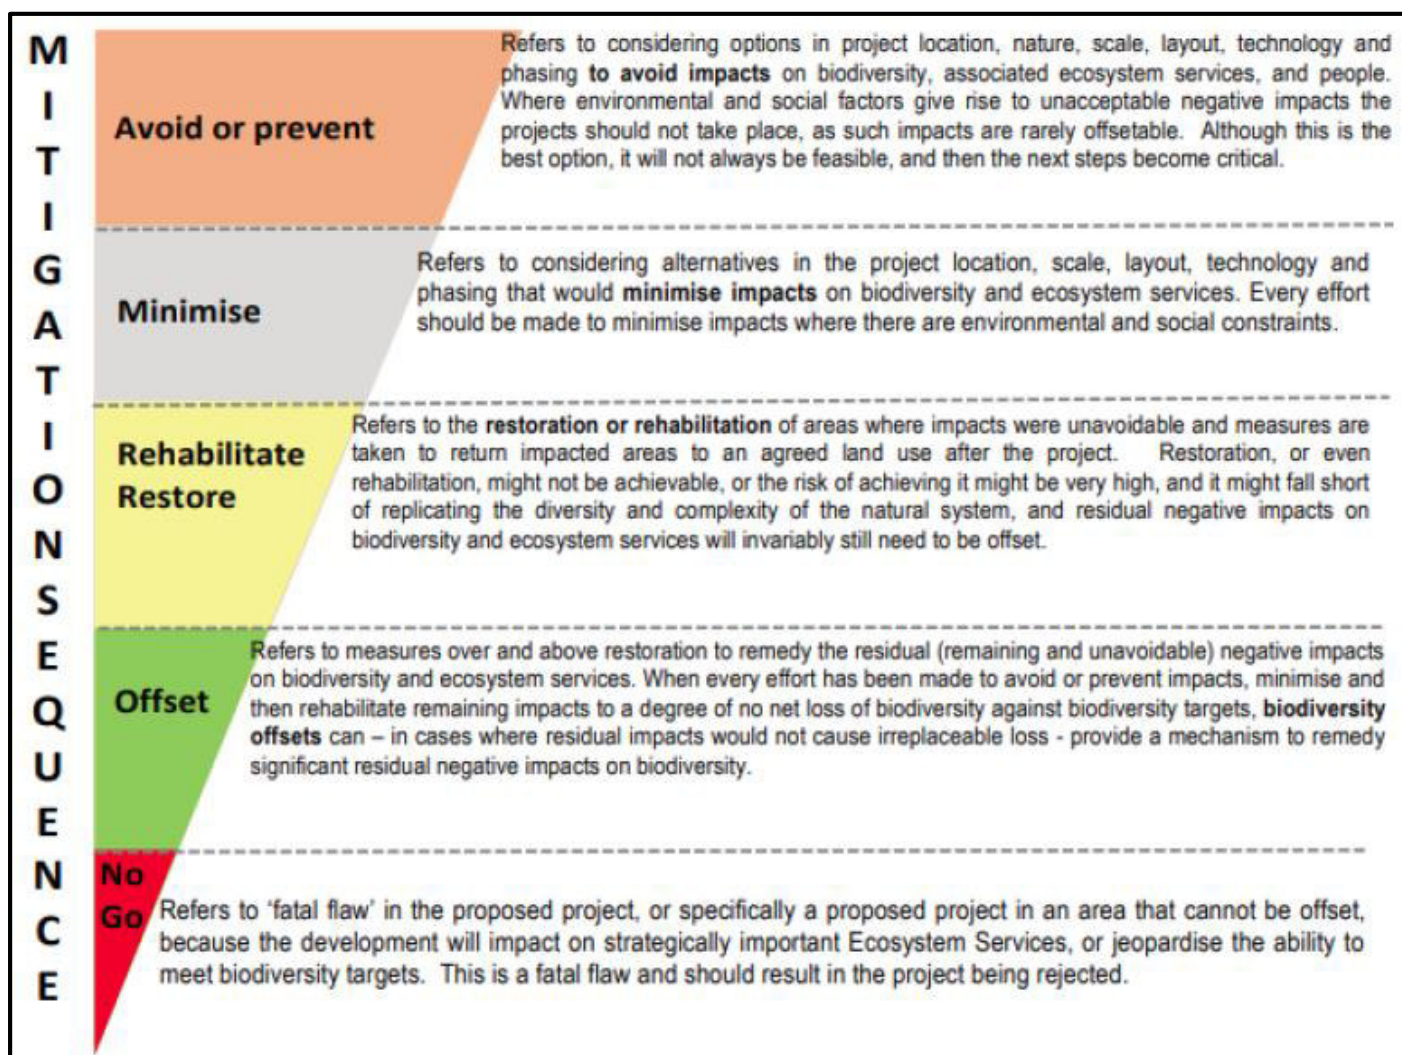 MITIGATION SEQUENCE
Avoid or prevent
Refers to considering options in project location, nature, scale, layout, technology and
phasing to avoid impacts on biodiversity, associated ecosystem services, and people.
Where environmental and social factors give rise to unacceptable negative impacts the
projects should not take place, as such impacts are rarely offsetable. Although this is the
best option, it will not always be feasible, and then the next steps become critical.
Minimise
Refers to considering alternatives in the project location, scale, layout, technology and
phasing that would minimise impacts on biodiversity and ecosystem services. Every effort
should be made to minimise impacts where there are environmental and social constraints.
Rehabilitate
Restore
Refers to the restoration or rehabilitation of areas where impacts were unavoidable and measures are
taken to return impacted areas to an agreed land use after the project. Restoration, or even
rehabilitation, might not be achievable, or the risk of achieving it might be very high, and it might fall short
of replicating the diversity and complexity of the natural system, and residual negative impacts on
biodiversity and ecosystem services will invariably still need to be offset.
Offset
Refers to measures over and above restoration to remedy the residual (remaining and unavoidable) negative impacts
on biodiversity and ecosystem services. When every effort has been made to avoid or prevent impacts, minimise and
then rehabilitate remaining impacts to a degree of no net loss of biodiversity against biodiversity targets, biodiversity
offsets can – in cases where residual impacts would not cause irreplaceable loss - provide a mechanism to remedy
significant residual negative impacts on biodiversity.
No
Go
Refers to ‘fatal flaw’ in the proposed project, or specifically a proposed project in an area that cannot be offset,
because the development will impact on strategically important Ecosystem Services, or jeopardise the ability to
meet biodiversity targets. This is a fatal flaw and should result in the project being rejected.